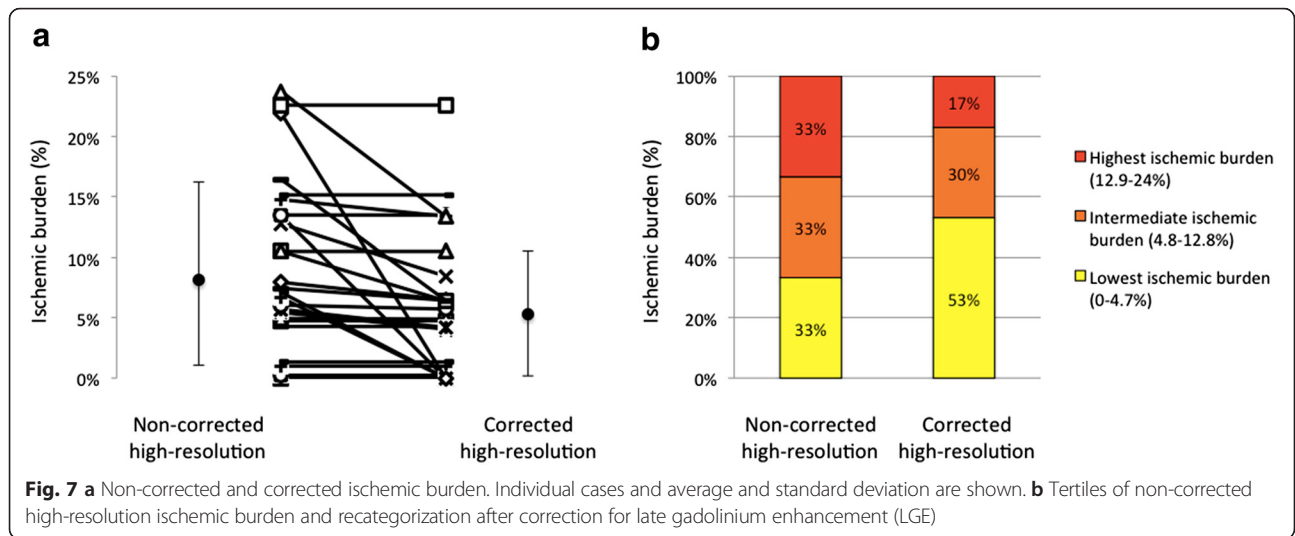 a
b
25%
20%
15%
10%
5%
0%
Ischemic burden (%)
Non-corrected
high-resolution
Corrected
high-resolution
100%
80%
60%
40%
20%
0%
Ischemic burden (%)
33%
33%
33%
17%
30%
53%
Non-corrected
high-resolution
Corrected
high-resolution
Highest ischemic burden
(12.9-24%)
Intermediate ischemic
burden (4.8-12.8%)
Lowest ischemic burden
(0-4.7%)
Fig. 7 a Non-corrected and corrected ischemic burden. Individual cases and average and standard deviation are shown. b Tertiles of non-corrected
high-resolution ischemic burden and recategorization after correction for late gadolinium enhancement (LGE)